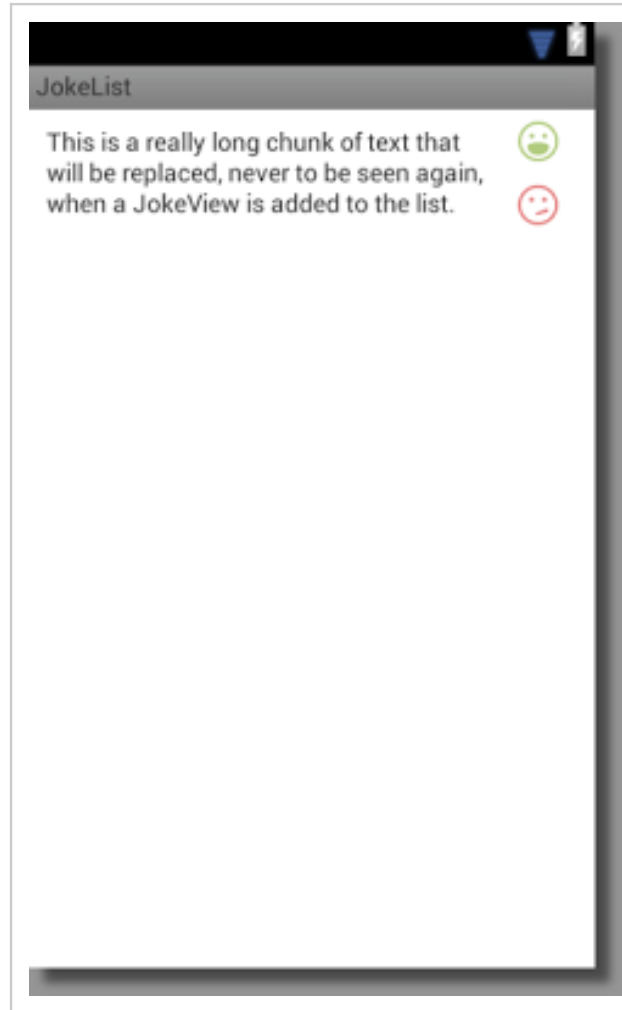 JokeList
This is a really long chunk of text that
will be replaced, never to be seen again,
when a JokeView is added to the list.